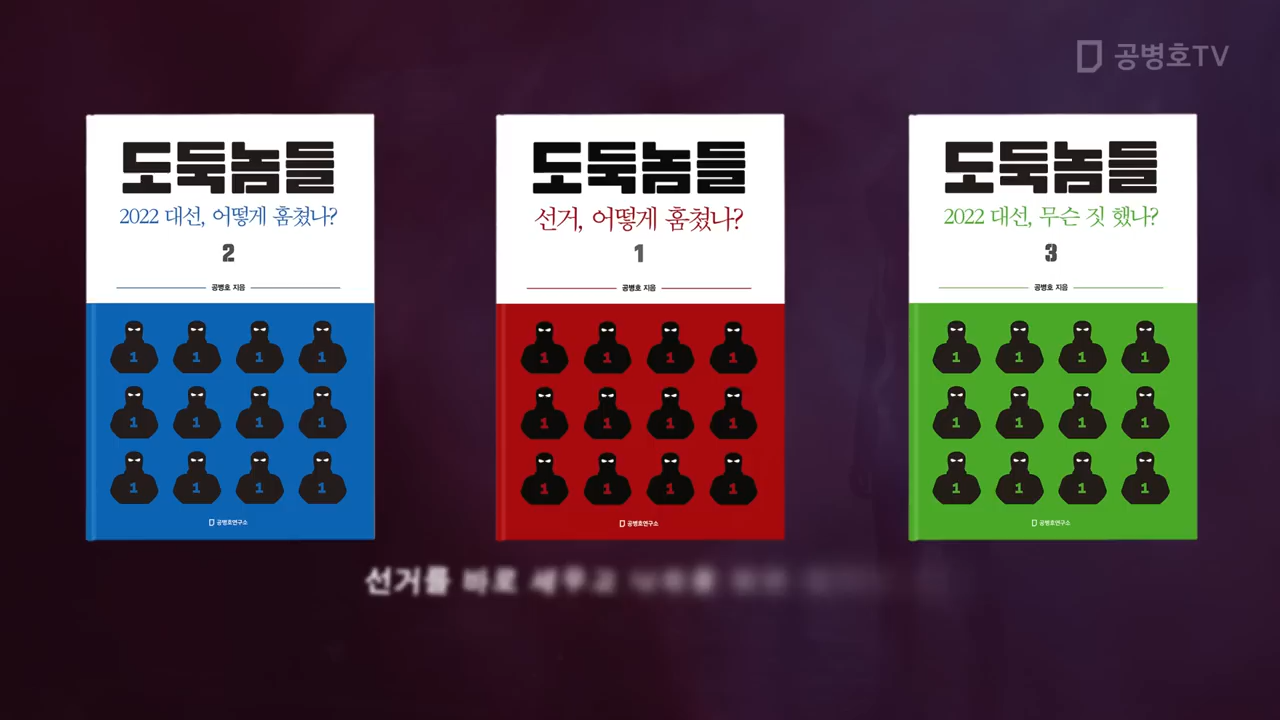 공병호TV
도둑놈들
2022 대선, 어떻게 훔쳤나?
2
공병호 지음
1 1 1 1
1 1 1 1
1 1 1 1
공병호연구소
도둑놈들
선거, 어떻게 훔쳤나?
1
공병호 지음
1 1 1 1
1 1 1 1
1 1 1 1
공병호연구소
도둑놈들
2022 대선, 무슨 짓 했나?
3
공병호 지음
1 1 1 1
1 1 1 1
1 1 1 1
공병호연구소
선거를 바로 세우고